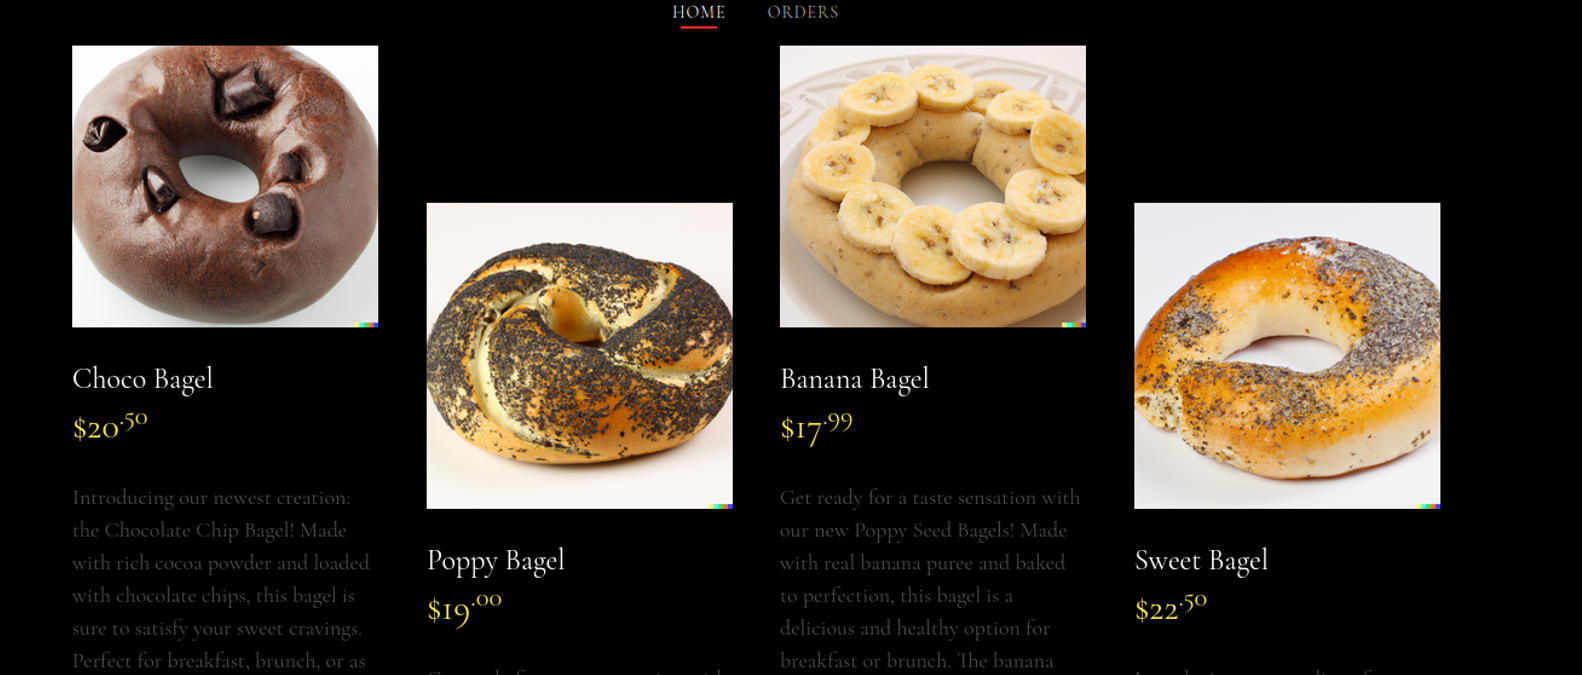 HOME ORDERS
Choco Bagel
$20.50
Introducing our newest creation:
the Chocolate Chip Bagel! Made
with rich cocoa powder and loaded
with chocolate chips, this bagel is
sure to satisfy your sweet cravings.
Perfect for breakfast, brunch, or as
Poppy Bagel
$19.00
Banana Bagel
$17.99
Get ready for a taste sensation with
our new Poppy Seed Bagels! Made
with real banana puree and baked
to perfection, this bagel is a
delicious and healthy option for
breakfast or brunch. The banana
Sweet Bagel
$22.50